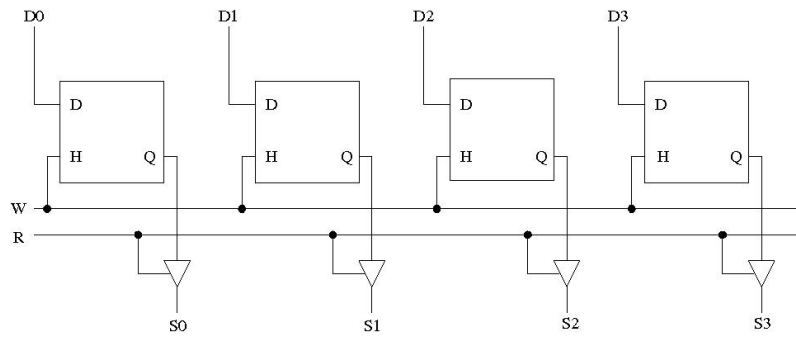 D0 D1 D2 D3
D D D D
H Q H Q H Q H Q
W
R
S0 S1 S2 S3